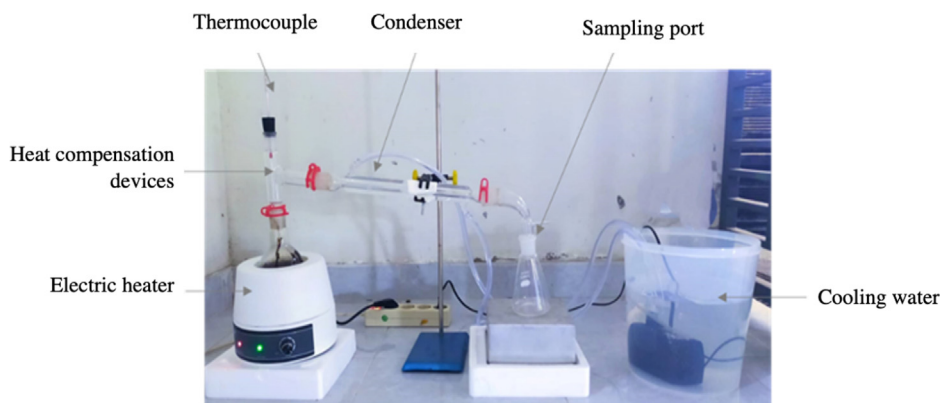 Thermocouple
Condenser
Sampling port
Heat compensation
devices
Electric heater
Cooling water